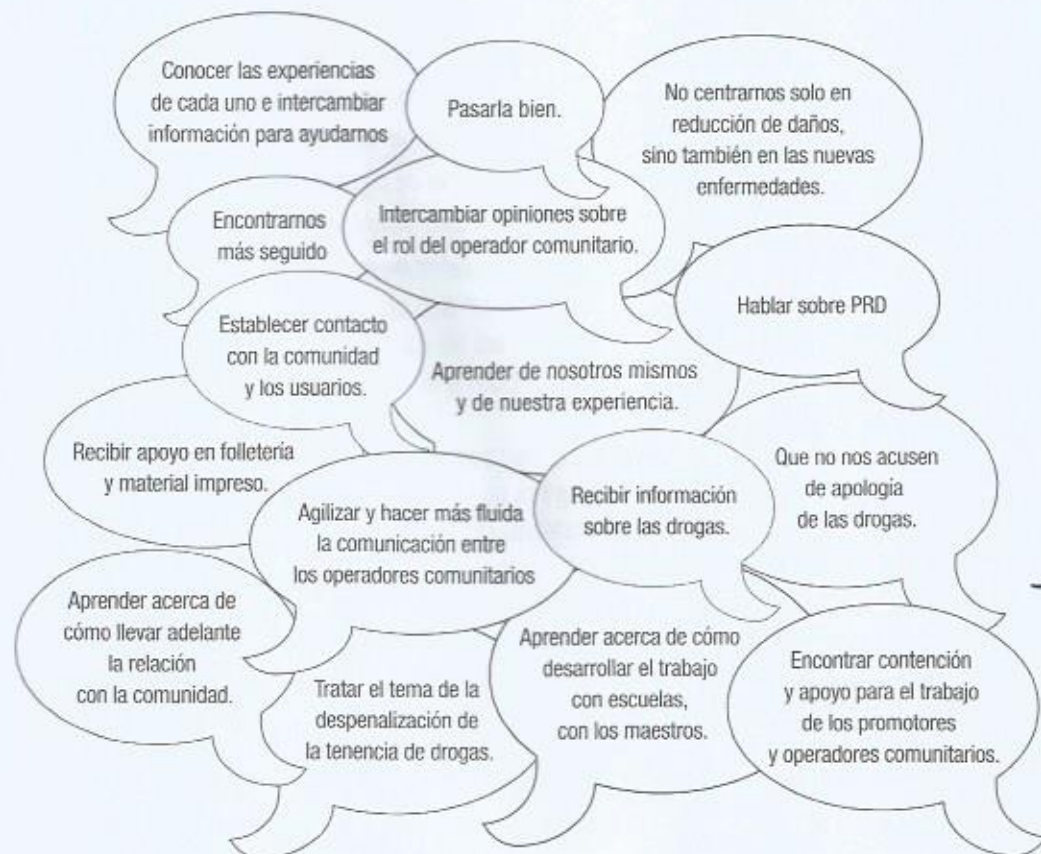 Conocer las experiencias
de cada uno e intercambiar
información para ayudarnos
Pasarla bien.
No centrarnos solo en
reducción de daños,
sino también en las nuevas
enfermedades.
Encontrarnos
más seguido
Intercambiar opiniones sobre
el rol del operador comunitario.
Hablar sobre PRD
Establecer contacto
con la comunidad
y los usuarios.
Aprender de nosotros mismos
y de nuestra experiencia.
Recibir apoyo en folletería
y material impreso.
Agilizar y hacer más fluida
la comunicación entre
los operadores comunitarios
Recibir información
sobre las drogas.
Que no nos acusen
de apología
de las drogas.
Aprender acerca de
cómo llevar adelante
la relación
con la comunidad.
Tratar el tema de la
despenalización de
la tenencia de drogas.
Aprender acerca de cómo
desarrollar el trabajo
con escuelas,
con los maestros.
Encontrar contención
y apoyo para el trabajo
de los promotores
y operadores comunitarios.